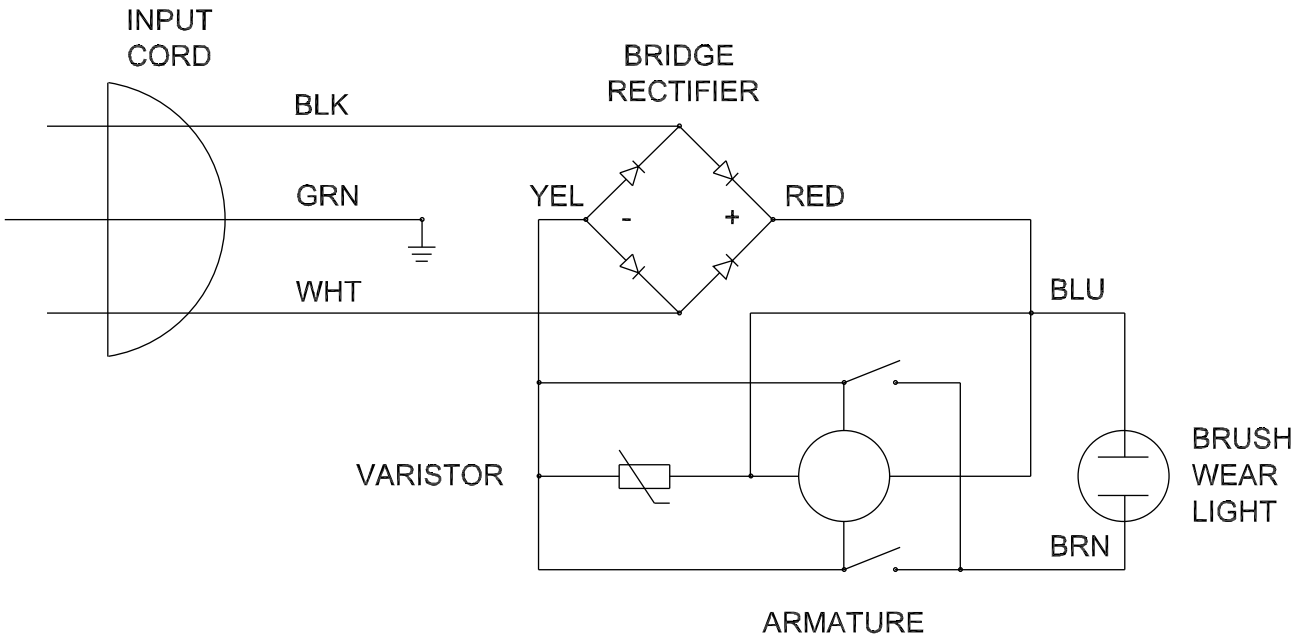 INPUT
CORD
BRIDGE
RECTIFIER
BLK
YEL
GRN
- +
RED
WHT
BLU
VARISTOR
BRUSH
WEAR
LIGHT
BRN
ARMATURE